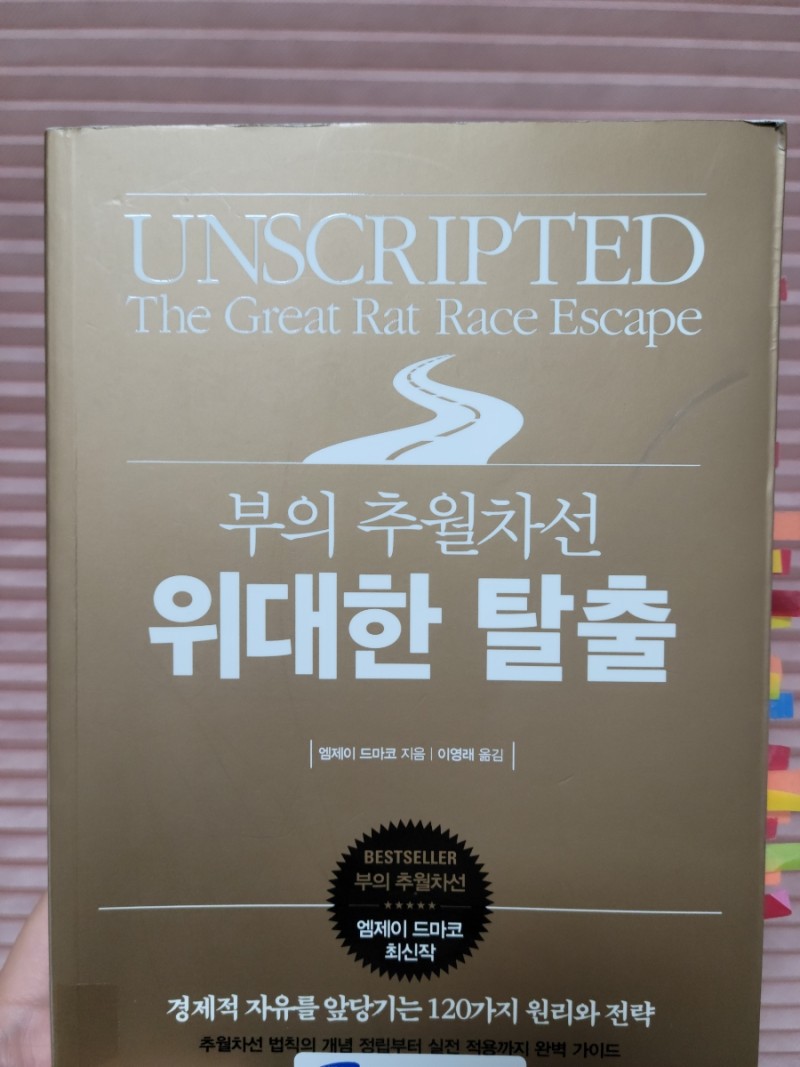 UNSCRIPTED
The Great Rat Race Escape
부의 추월차선
위대한 탈출
엠제이 드마코 지음 | 이영래 옮김
BESTSELLER
부의 추월차선
★★★★★
엠제이 드마코
최신작
경제적 자유를 앞당기는 120가지 원리와 전략
추월차선 법칙의 개념 정립부터 실전 적용까지 완벽 가이드